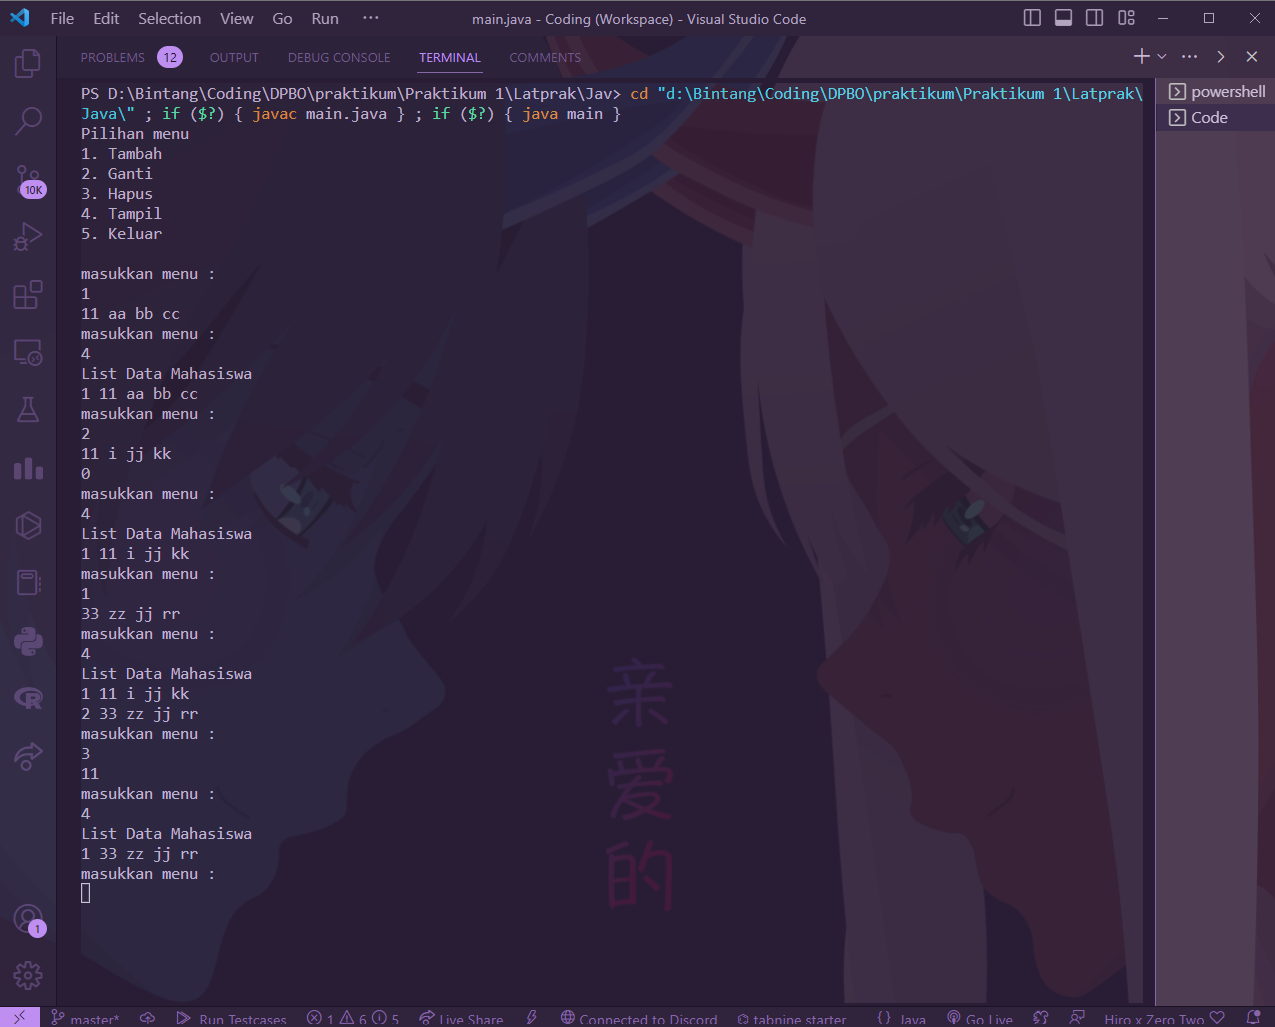 File Edit Selection View Go Run ··· main.java - Coding (Workspace) - Visual Studio Code
PROBLEMS 12 OUTPUT DEBUG CONSOLE TERMINAL COMMENTS
PS D:\Bintang\Coding\DPBO\praktikum\Praktikum 1\Latprak\Jav> cd "d:\Bintang\Coding\DPBO\praktikum\Praktikum 1\Latprak\
Java\" ; if ($?) { javac main.java } ; if ($?) { java main }
Pilihan menu
1. Tambah
2. Ganti
3. Hapus
4. Tampil
5. Keluar
masukkan menu :
1
11 aa bb cc
masukkan menu :
4
List Data Mahasiswa
1 11 aa bb cc
masukkan menu :
2
11 i jj kk
0
masukkan menu :
4
List Data Mahasiswa
1 11 i jj kk
masukkan menu :
1
33 zz jj rr
masukkan menu :
4
List Data Mahasiswa
1 11 i jj kk
2 33 zz jj rr
masukkan menu :
3
11
masukkan menu :
4
List Data Mahasiswa
1 33 zz jj rr
masukkan menu :
powershell
Code
10K
1
亲
爱
的
master* Run Testcases 1 6 5 Live Share Connected to Discord tabnine starter {} Java Go Live Hiro x Zero Two